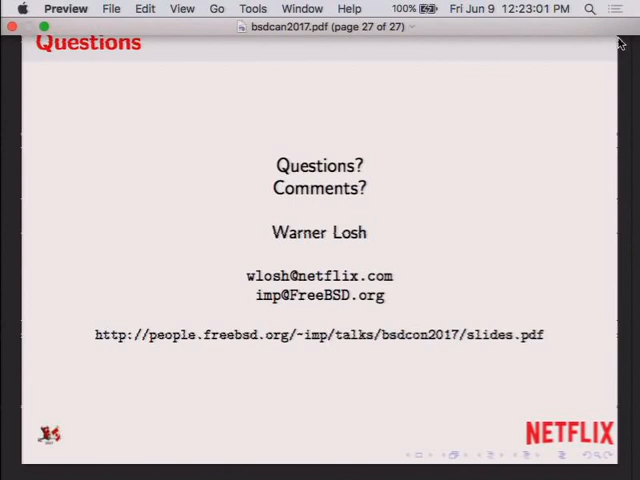 Preview File Edit View Go Tools Window Help 100% Fri Jun 9 12:23:01 PM
bsdcan2017.pdf (page 27 of 27)
Questions
Questions?
Comments?
Warner Losh
wlosh@netflix.com
imp@FreeBSD.org
http://people.freebsd.org/~imp/talks/bsdcon2017/slides.pdf
NETFLIX